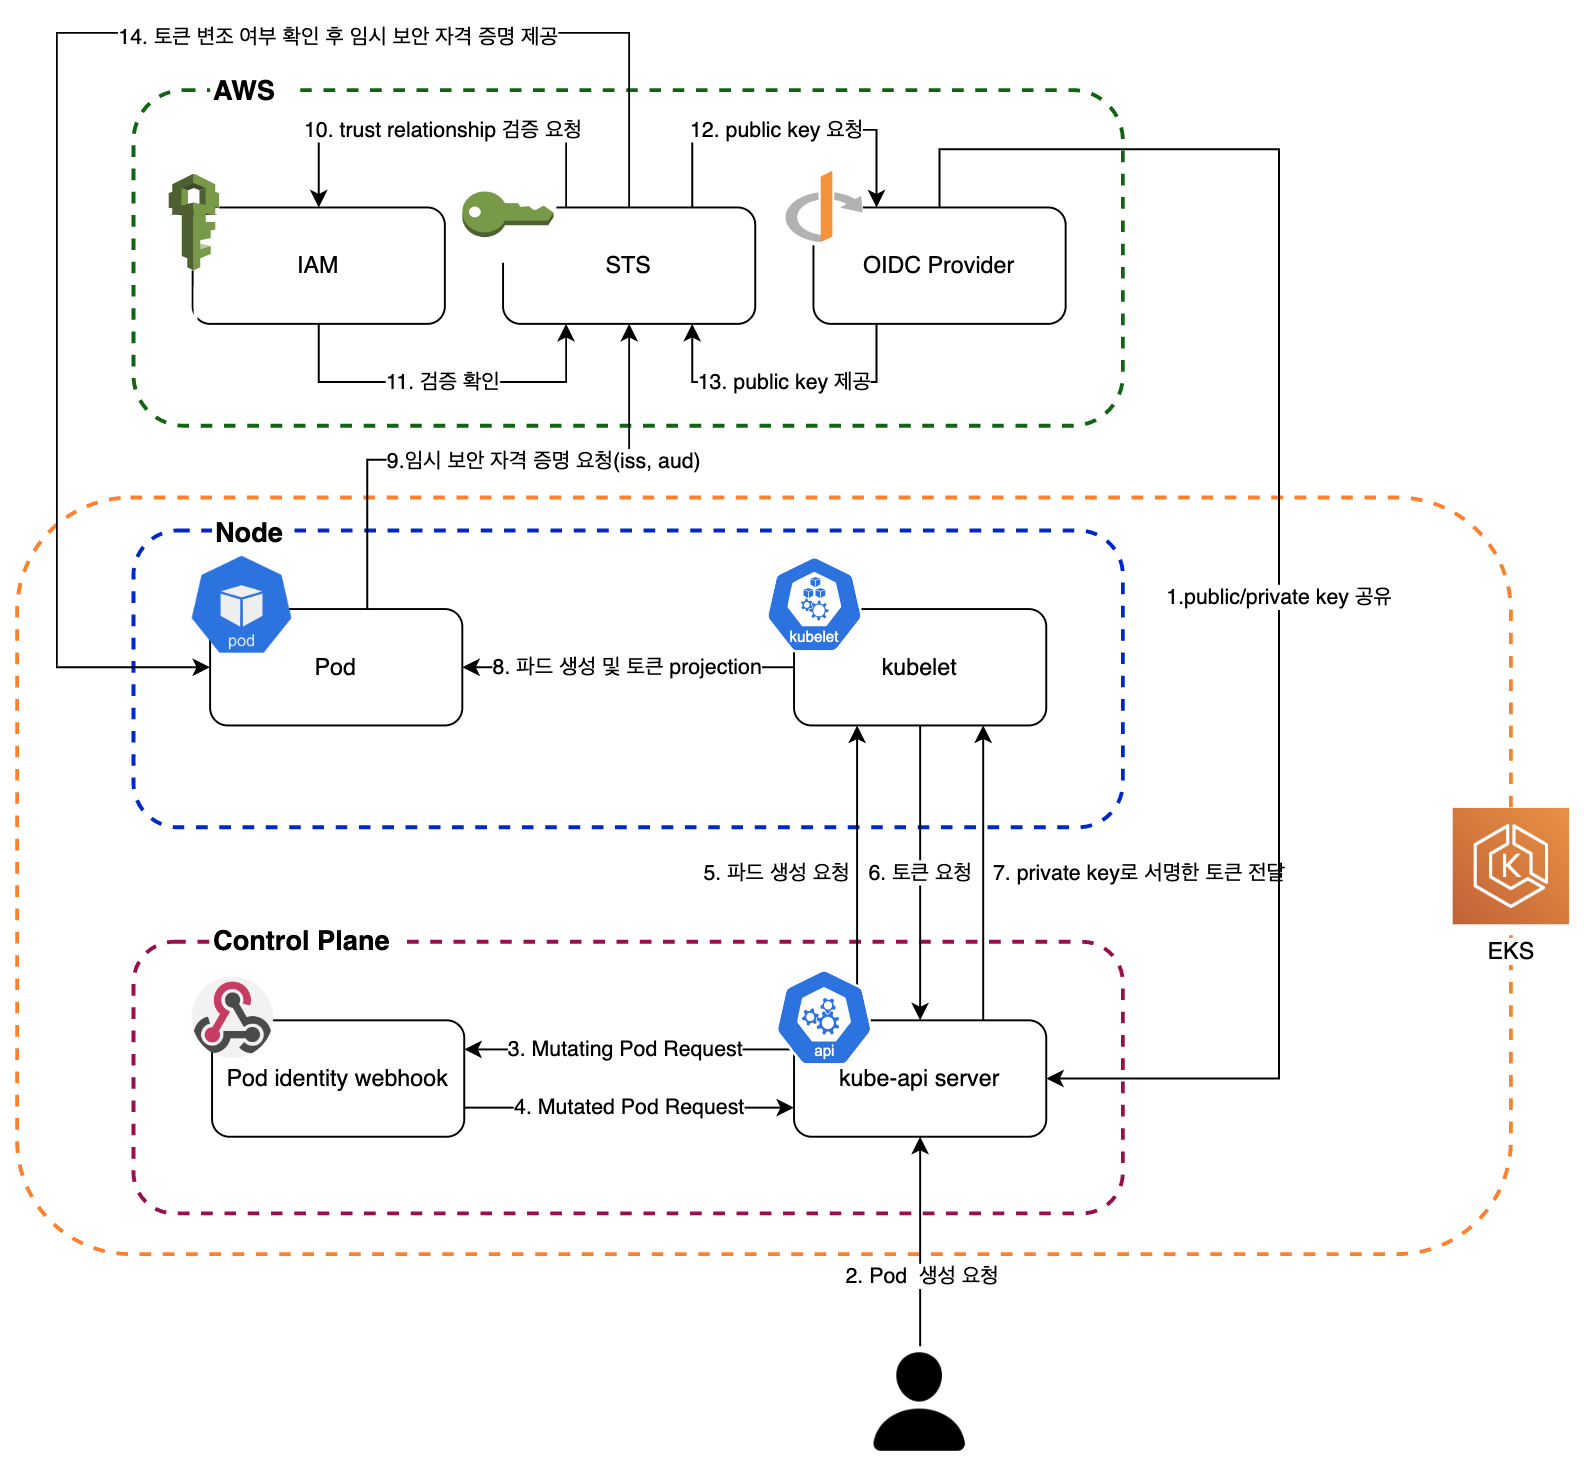 14. 토큰 변조 여부 확인 후 임시 보안 자격 증명 제공
AWS
10. trust relationship 검증 요청
12. public key 요청
IAM
STS
OIDC Provider
11. 검증 확인
13. public key 제공
9.임시 보안 자격 증명 요청(iss, aud)
Node
pod
kubelet
1.public/private key 공유
Pod
8. 파드 생성 및 토큰 projection
kubelet
5. 파드 생성 요청
6. 토큰 요청
7. private key로 서명한 토큰 전달
K
EKS
Control Plane
api
3. Mutating Pod Request
Pod identity webhook
kube-api server
4. Mutated Pod Request
2. Pod  생성 요청